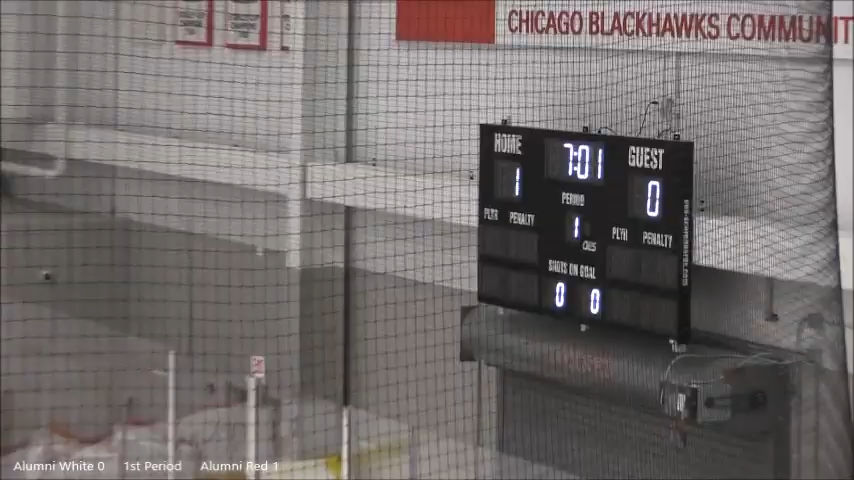 CHICAGO BLACKHAWKS COMMUNIT
HOME 7:01 GUEST
1 PERIOD 0
PLYR PENALTY 1 PLYR PENALTY
SHOTS ON GOAL
0 0
Alumni White 0 1st Period Alumni Red 1